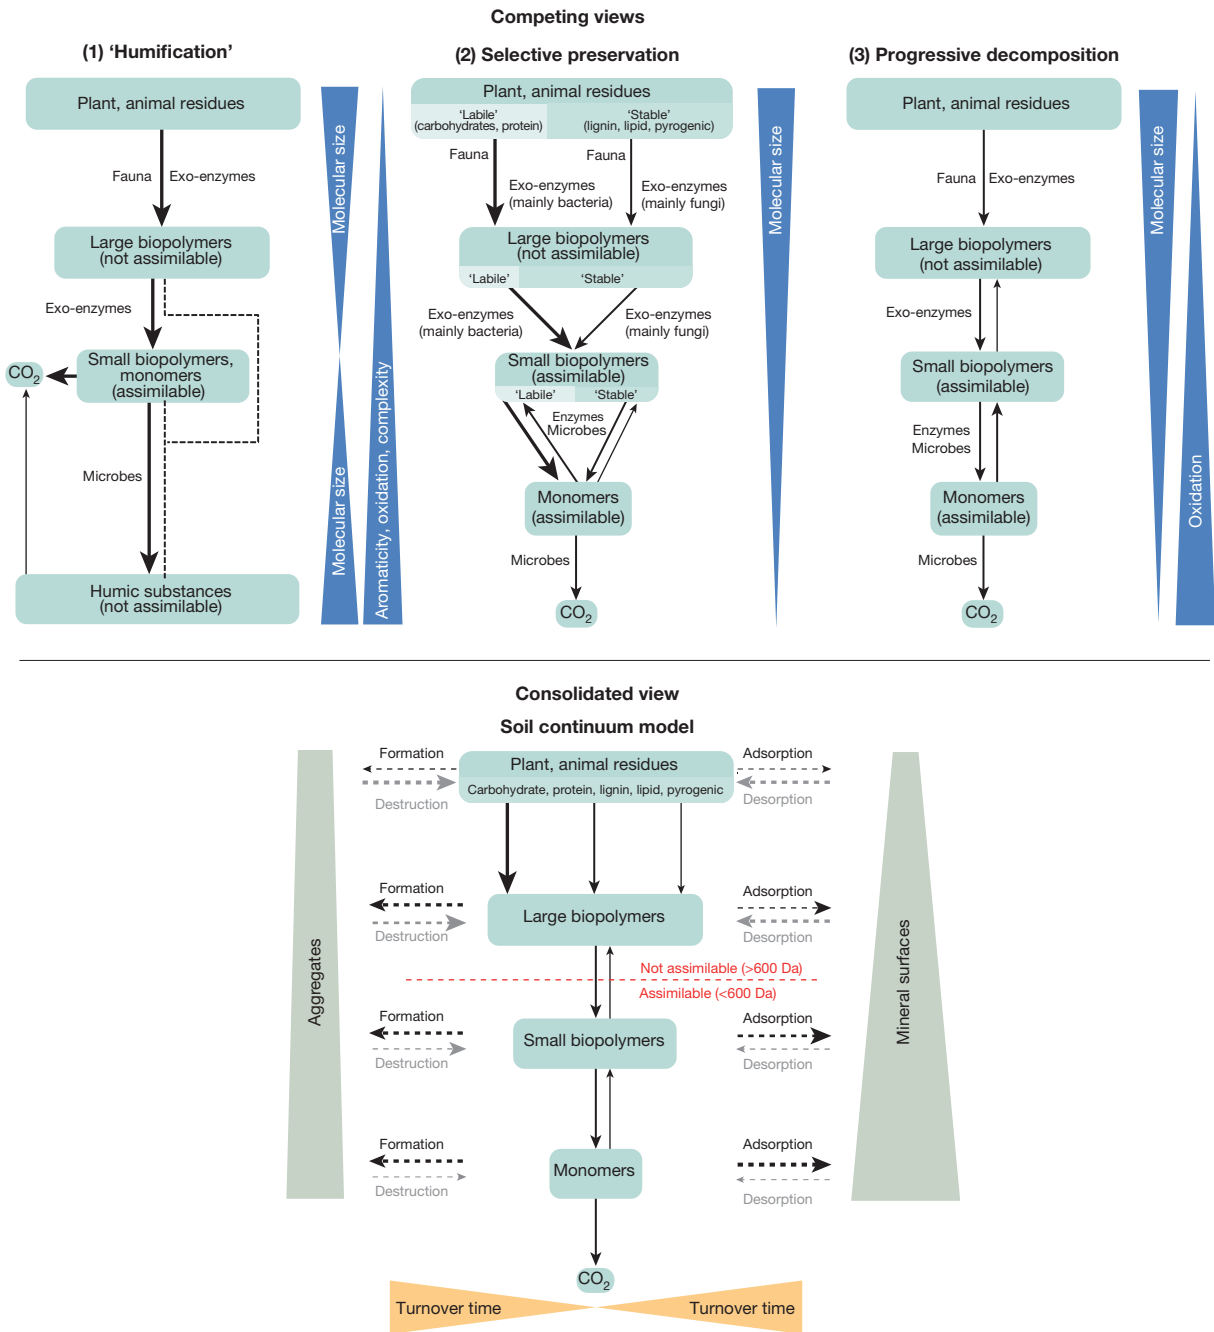 Competing views
(1) ‘Humification’
Plant, animal residues
Fauna
Exo-enzymes
Large biopolymers
(not assimilable)
Exo-enzymes
Small biopolymers,
monomers
(assimilable)
CO2
Microbes
Humic substances
(not assimilable)
Molecular size
Molecular size
Aromaticity, oxidation, complexity
(2) Selective preservation
Plant, animal residues
‘Labile’
(carbohydrates, protein)
‘Stable’
(lignin, lipid, pyrogenic)
Fauna
Fauna
Exo-enzymes
(mainly bacteria)
Exo-enzymes
(mainly fungi)
Large biopolymers
(not assimilable)
‘Labile’
‘Stable’
Exo-enzymes
(mainly bacteria)
Exo-enzymes
(mainly fungi)
Small biopolymers
(assimilable)
‘Labile’
‘Stable’
Enzymes
Microbes
Monomers
(assimilable)
Microbes
CO2
Molecular size
(3) Progressive decomposition
Plant, animal residues
Fauna
Exo-enzymes
Large biopolymers
(not assimilable)
Exo-enzymes
Small biopolymers
(assimilable)
Enzymes
Microbes
Monomers
(assimilable)
Microbes
CO2
Molecular size
Oxidation
Consolidated view
Soil continuum model
Aggregates
Formation
Destruction
Plant, animal residues
Carbohydrate, protein, lignin, lipid, pyrogenic
Adsorption
Desorption
Formation
Destruction
Large biopolymers
Adsorption
Desorption
Not assimilable (>600 Da)
Assimilable (<600 Da)
Formation
Destruction
Small biopolymers
Adsorption
Desorption
Formation
Destruction
Monomers
Adsorption
Desorption
Mineral surfaces
CO2
Turnover time
Turnover time